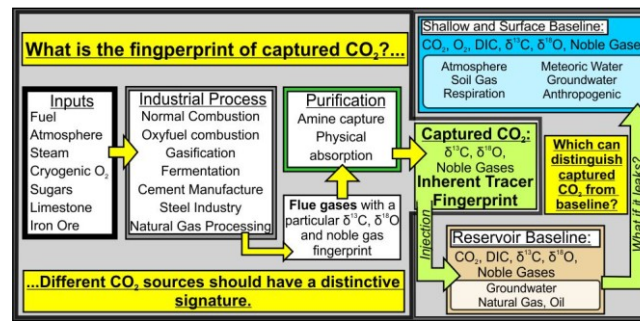 What is the fingperprint of captured CO₂?...
Inputs
Fuel
Atmosphere
Steam
Cryogenic O₂
Sugars
Limestone
Iron Ore
Industrial Process
Normal Combustion
Oxyfuel combustion
Gasification
Fermentation
Cement Manufacture
Steel Industry
Natural Gas Processing
Purification
Amine capture
Physical
absorption
Flue gases with a
particular δ¹³C, δ¹⁸O
and noble gas
fingerprint
...Different CO₂ sources should have a distinctive
signature.
Captured CO₂:
δ¹³C, δ¹⁸O,
Noble Gases
Inherent Tracer
Fingerprint
Injection
Reservoir Baseline:
CO₂, DIC, δ¹³C, δ¹⁸O,
Noble Gases
Groundwater
Natural Gas, Oil
Which can
distinguish
captured
CO₂ from
baseline?
What if it leaks?
Shallow and Surface Baseline:
CO₂, O₂, DIC, δ¹³C, δ¹⁸O, Noble Gase
Atmosphere
Soil Gas
Respiration
Meteoric Water
Groundwater
Anthropogenic